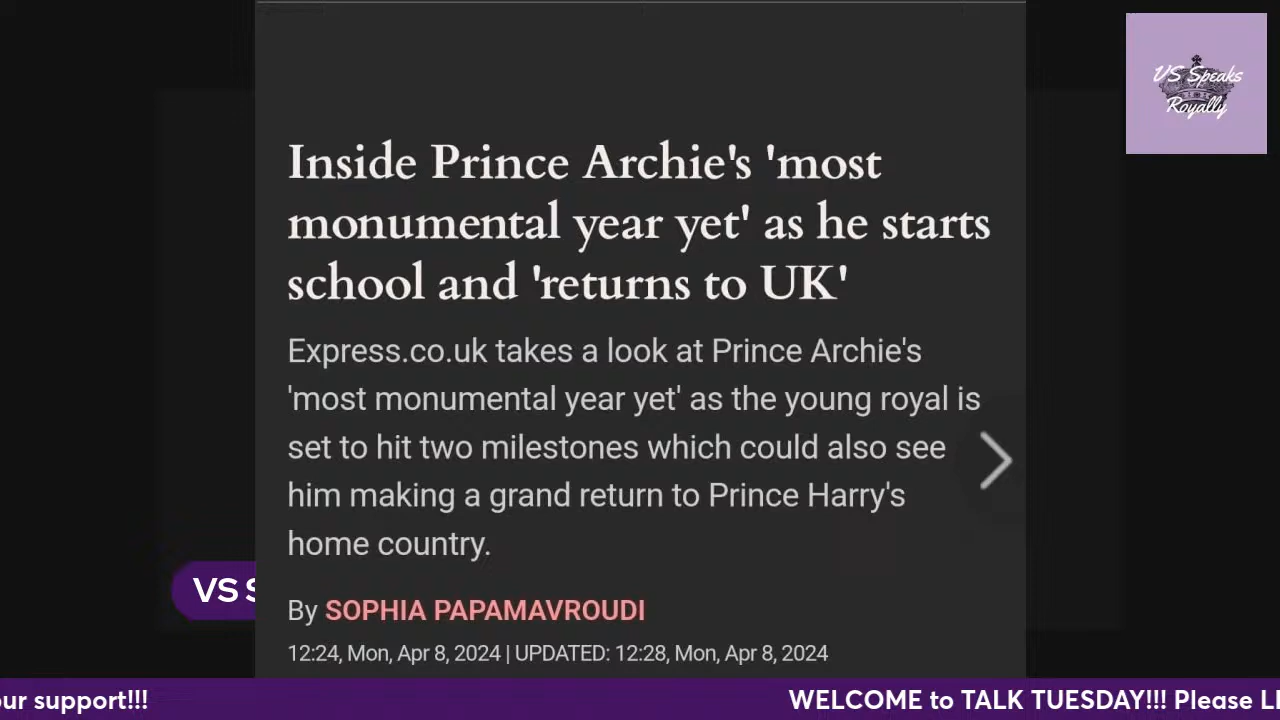 VS Speaks
Royally
Inside Prince Archie's 'most
monumental year yet' as he starts
school and 'returns to UK'
Express.co.uk takes a look at Prince Archie's
'most monumental year yet' as the young royal is
set to hit two milestones which could also see
him making a grand return to Prince Harry's
home country.
VS S
By SOPHIA PAPAMAVROUDI
12:24, Mon, Apr 8, 2024 | UPDATED: 12:28, Mon, Apr 8, 2024
ur support!!! WELCOME to TALK TUESDAY!!! Please LI